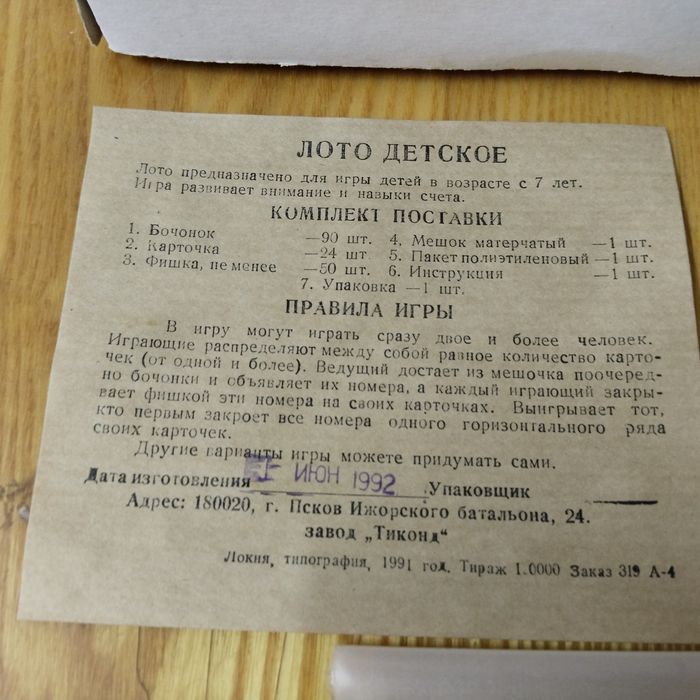 ЛОТО ДЕТСКОЕ
Лото предназначено для игры детей в возрасте с 7 лет.
Игра развивает внимание и навыки счета.
КОМПЛЕКТ ПОСТАВКИ
1. Бочонок —90 шт. 4. Мешок матерчатый —1 шт.
2. Карточка —24 шт 5. Пакет полиэтиленовый —1 шт.
3. Фишка, не менее —50 шт. 6. Инструкция —1 шт.
7. Упаковка —1 шт.
ПРАВИЛА ИГРЫ
В игру могут играть сразу двое и более человек.
Играющие распределяют между собой равное количество карто-
чек (от одной и более). Ведущий достает из мешочка поочеред-
но бочонки и объявляет их номера, а каждый играющий закры-
вает фишкой эти номера на своих карточках. Выигрывает тот,
кто первым закроет все номера одного горизонтального ряда
своих карточек.
Другие варианты игры можете придумать сами.
Дата изготовления ИЮН 1992 Упаковщик
Адрес: 180020, г. Псков Ижорского батальона, 24.
завод „Тиконд"
Локня, типография, 1991 год. Тираж 1.0000 Заказ 319 А-4